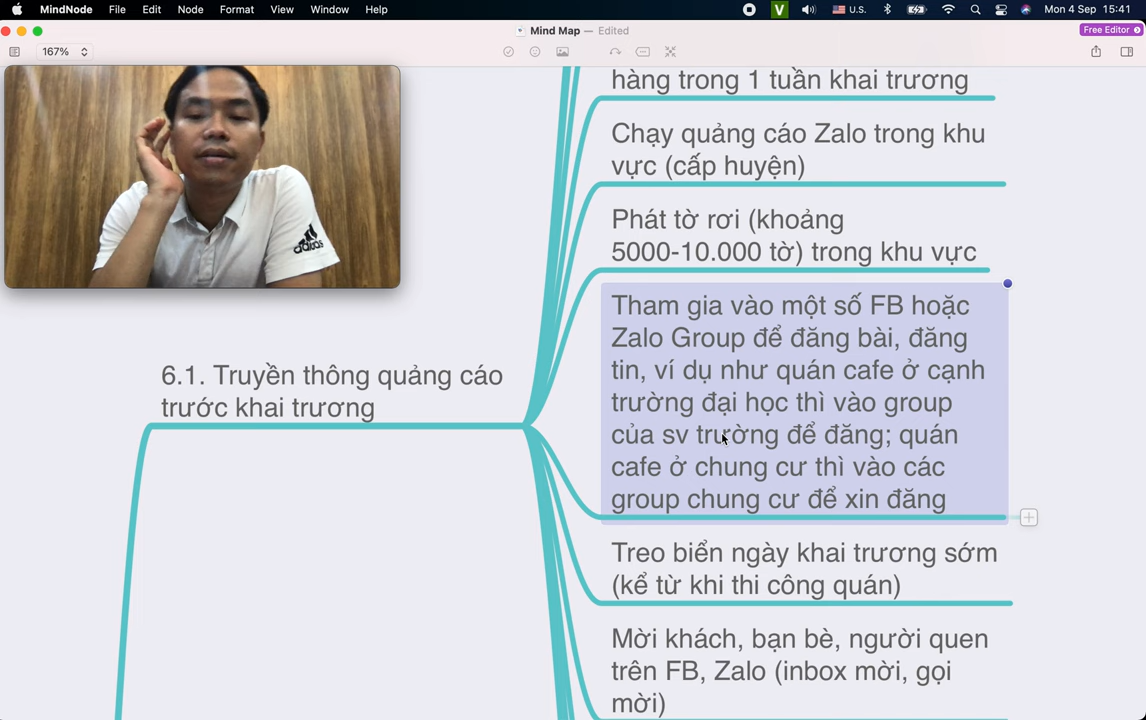 MindNode File Edit Node Format View Window Help
V U.S. Mon 4 Sep 15:41
Mind Map — Edited
Free Editor
167%
adidas
hàng trong 1 tuần khai trương
Chạy quảng cáo Zalo trong khu
vực (cấp huyện)
Phát tờ rơi (khoảng
5000-10.000 tờ) trong khu vực
Tham gia vào một số FB hoặc
Zalo Group để đăng bài, đăng
tin, ví dụ như quán cafe ở cạnh
trường đại học thì vào group
của sv trường để đăng; quán
cafe ở chung cư thì vào các
group chung cư để xin đăng
6.1. Truyền thông quảng cáo
trước khai trương
Treo biển ngày khai trương sớm
(kể từ khi thi công quán)
Mời khách, bạn bè, người quen
trên FB, Zalo (inbox mời, gọi
mời)